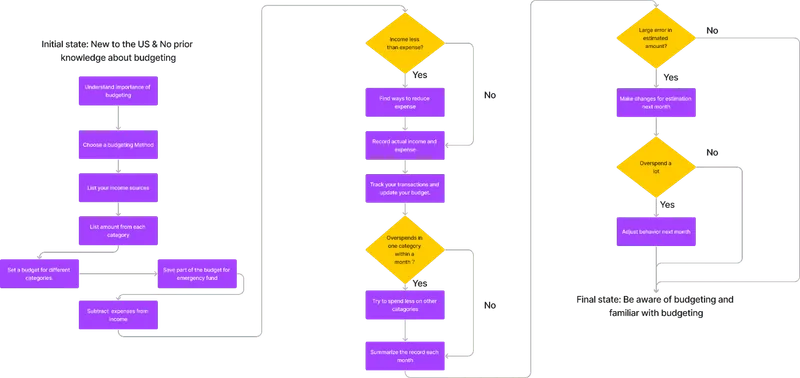 Initial state: New to the US & No prior
knowledge about budgeting
Understand importance of
budgeting
Choose a budgeting Method
List your income sources
List amount from each
category
Set a budget for different
categories
Save part of the budget for
emergency fund
Subtract expenses from
income
Income less
than expense?
Yes
No
Find ways to reduce
expense
Record actual income and
expense
Track your transactions and
update your budget.
Overspends in
one category
within a
month ?
Yes
No
Try to spend less on other
categories
Summarize the record each
month
Large error in
estimated
amount?
No
Yes
Make changes for estimation
next month
Overspend a
lot
No
Yes
Adjust behavior next month
Final state: Be aware of budgeting and
familiar with budgeting